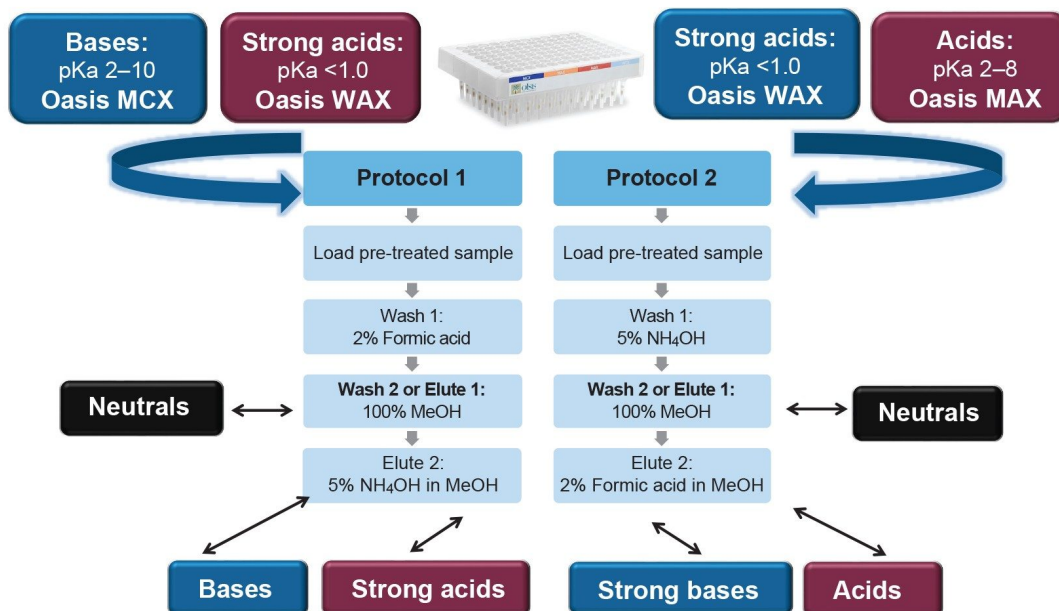 Bases:
pKa 2–10
Oasis MCX
Strong acids:
pKa <1.0
Oasis WAX
Strong acids:
pKa <1.0
Oasis WAX
Acids:
pKa 2–8
Oasis MAX
Protocol 1
Load pre-treated sample
Wash 1:
2% Formic acid
Wash 2 or Elute 1:
100% MeOH
Elute 2:
5% NH₄OH in MeOH
Protocol 2
Load pre-treated sample
Wash 1:
5% NH₄OH
Wash 2 or Elute 1:
100% MeOH
Elute 2:
2% Formic acid in MeOH
Neutrals
Neutrals
Bases
Strong acids
Strong bases
Acids